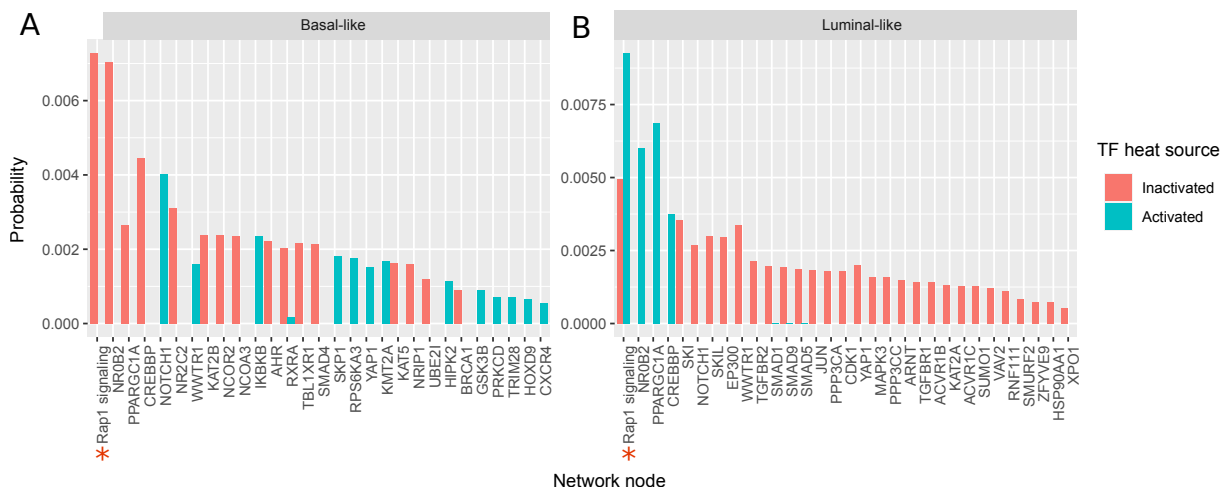 A
Basal-like
B
Luminal-like
Probability
0.006
0.004
0.002
0.000
0.0075
0.0050
0.0025
0.0000
Rap1 signaling
NR0B2
PPARGC1A
CREBBP
NOTCH1
NR2C2
WWTR1
KAT2B
NCOR2
NCOA3
IKBKB
AHR
RXRA
TBL1XR1
SMAD4
SKP1
RPS6KA3
YAP1
KMT2A
KAT5
NRIP1
UBE2I
HIPK2
BRCA1
GSK3B
PRKCD
TRIM28
HOXD9
CXCR4
*
Rap1 signaling
NR0B2
PPARGC1A
CREBBP
SKI
NOTCH1
SKIL
EP300
WWTR1
TGFBR2
SMAD1
SMAD9
SMAD5
JUN
PPP3CA
CDK1
YAP1
MAPK3
PPP3CC
ARNT
TGFBR1
ACVR1B
KAT2A
ACVR1C
SUMO1
VAV2
RNF111
SMURF2
ZFYVE9
HSP90AA1
XPO1
*
Network node
TF heat source
Inactivated
Activated